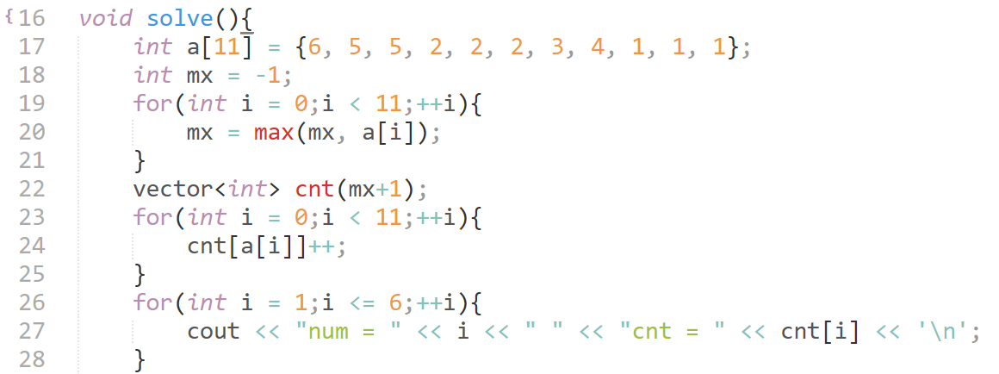 16 void solve(){
17 int a[11] = {6, 5, 5, 2, 2, 2, 3, 4, 1, 1, 1};
18 int mx = -1;
19 for(int i = 0;i < 11;++i){
20 mx = max(mx, a[i]);
21 }
22 vector<int> cnt(mx+1);
23 for(int i = 0;i < 11;++i){
24 cnt[a[i]]++;
25 }
26 for(int i = 1;i <= 6;++i){
27 cout << "num = " << i << " " << "cnt = " << cnt[i] << '\n';
28 }